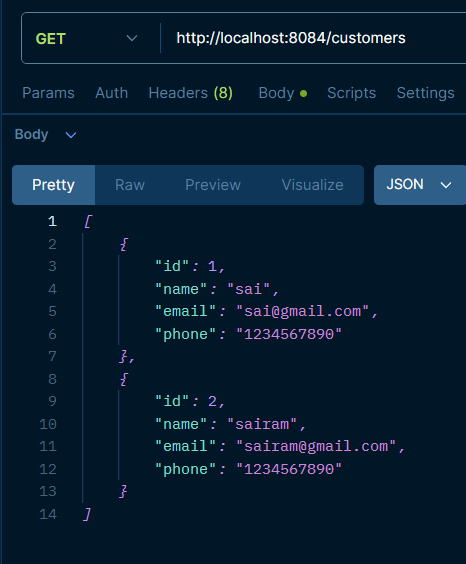 GET http://localhost:8084/customers
Params Auth Headers (8) Body Scripts Settings
Body
Pretty Raw Preview Visualize JSON
1 [
2 {
3 "id": 1,
4 "name": "sai",
5 "email": "sai@gmail.com",
6 "phone": "1234567890"
7 },
8 {
9 "id": 2,
10 "name": "sairam",
11 "email": "sairam@gmail.com",
12 "phone": "1234567890"
13 }
14 ]